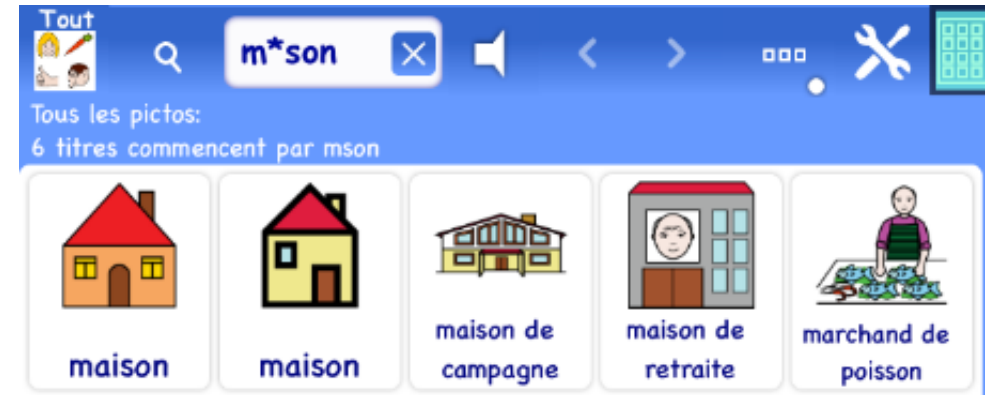 Tout
m*son
Tous les pictos:
6 titres commencent par mson
maison
maison
maison de
campagne
maison de
retraite
marchand de
poisson